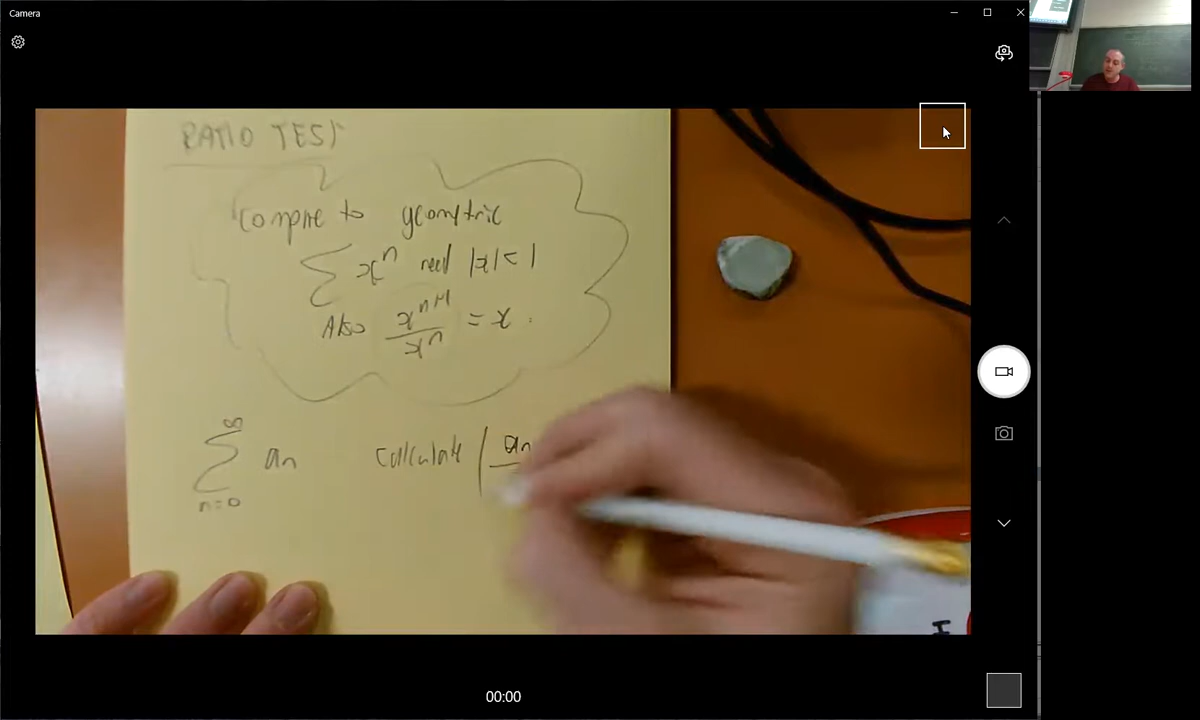 Camera
RATIO TEST
Compare to geometric
∑ xⁿ need |x| < 1
Also xⁿ⁺¹ / xⁿ = x .
∞
∑ an calculate | an
n=0
00:00